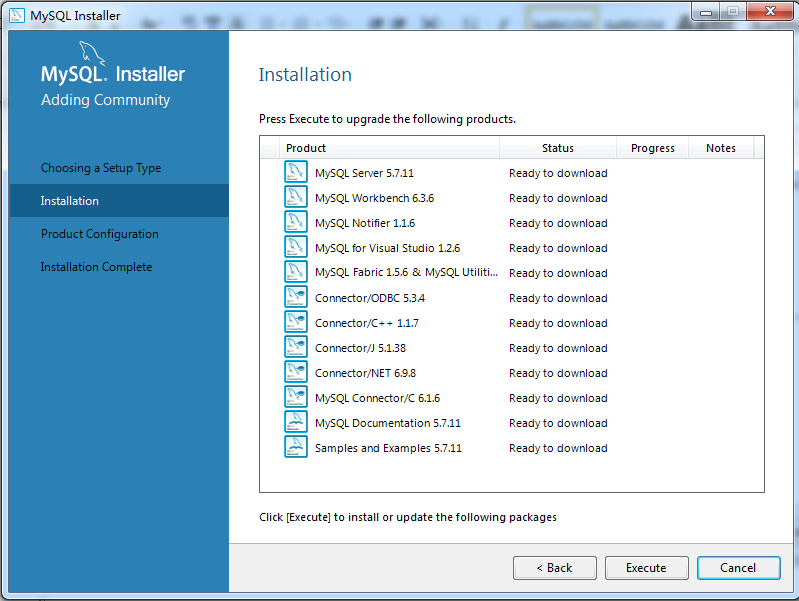 MySQL Installer
MySQL. Installer
Adding Community
Choosing a Setup Type
Installation
Product Configuration
Installation Complete
Installation
Press Execute to upgrade the following products.
Product Status Progress Notes
MySQL Server 5.7.11 Ready to download
MySQL Workbench 6.3.6 Ready to download
MySQL Notifier 1.1.6 Ready to download
MySQL for Visual Studio 1.2.6 Ready to download
MySQL Fabric 1.5.6 & MySQL Utiliti... Ready to download
Connector/ODBC 5.3.4 Ready to download
Connector/C++ 1.1.7 Ready to download
Connector/J 5.1.38 Ready to download
Connector/NET 6.9.8 Ready to download
MySQL Connector/C 6.1.6 Ready to download
MySQL Documentation 5.7.11 Ready to download
Samples and Examples 5.7.11 Ready to download
Click [Execute] to install or update the following packages
< Back Execute Cancel